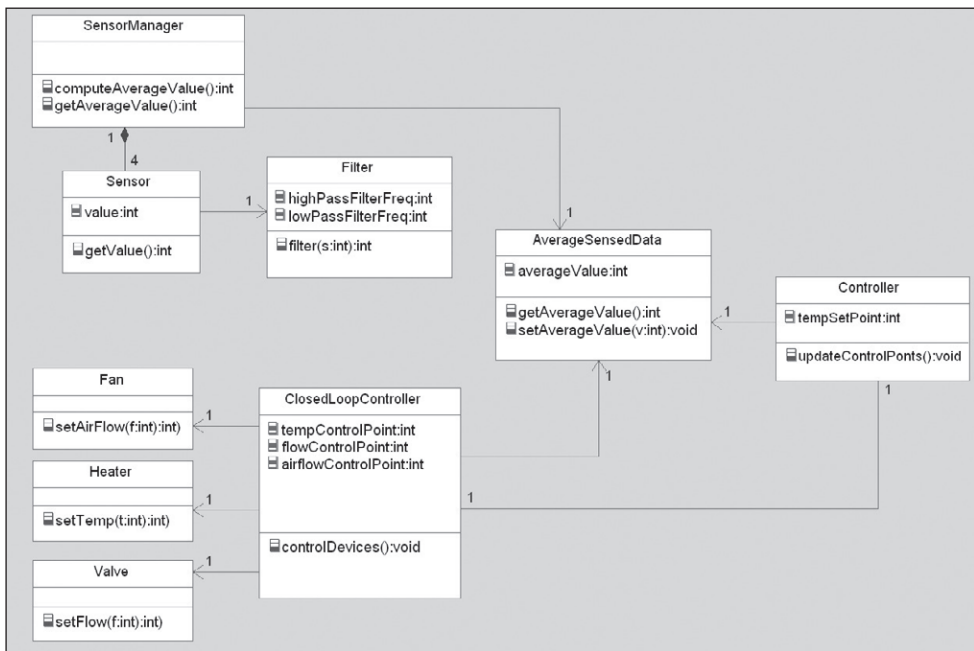 SensorManager
computeAverageValue():int
getAverageValue():int
1
4
Sensor
value:int
getValue():int
1
Filter
highPassFilterFreq:int
lowPassFilterFreq:int
filter(s:int):int
1
AverageSensedData
averageValue:int
getAverageValue():int
setAverageValue(v:int):void
1
Controller
tempSetPoint:int
updateControlPonts():void
1
Fan
setAirFlow(f:int):int)
1
ClosedLoopController
tempControlPoint:int
flowControlPoint:int
airflowControlPoint:int
controlDevices():void
1
Heater
setTemp(t:int):int)
1
Valve
setFlow(f:int):int)
1